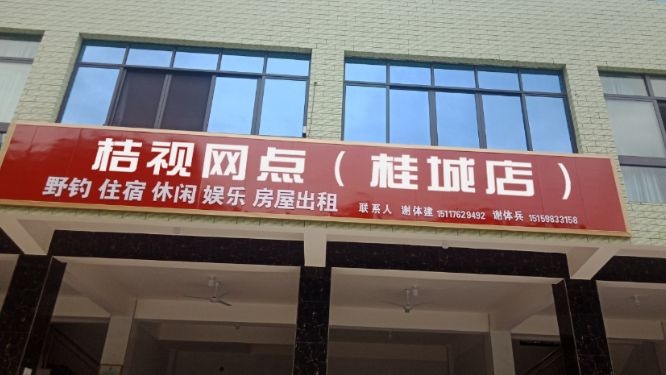 桔视网点（桂城店）
野钓 住宿 休闲 娱乐 房屋出租 联系人 谢体建 15117629492 谢体兵 15159833158